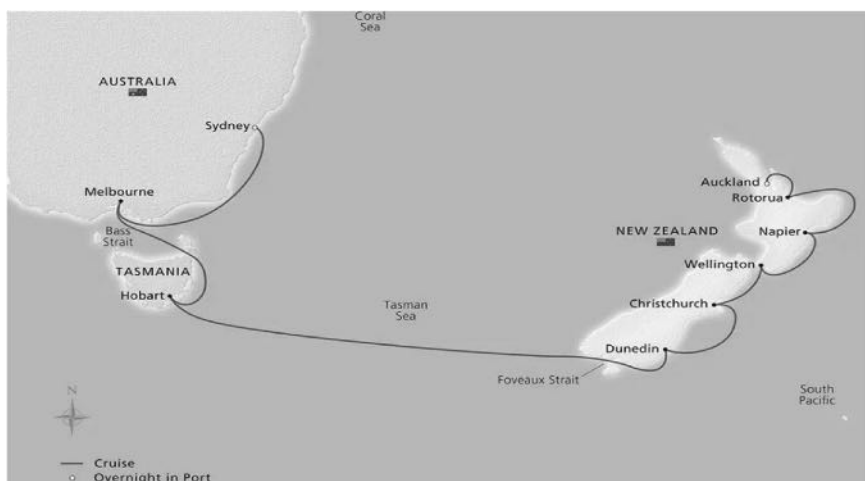 Coral
Sea
AUSTRALIA
Sydney
Melbourne
Bass
Strait
TASMANIA
Hobart
Tasman
Sea
Auckland
Rotorua
NEW ZEALAND
Napier
Wellington
Christchurch
Dunedin
Foveaux Strait
South
Pacific
N
Cruise
Overnight in Port